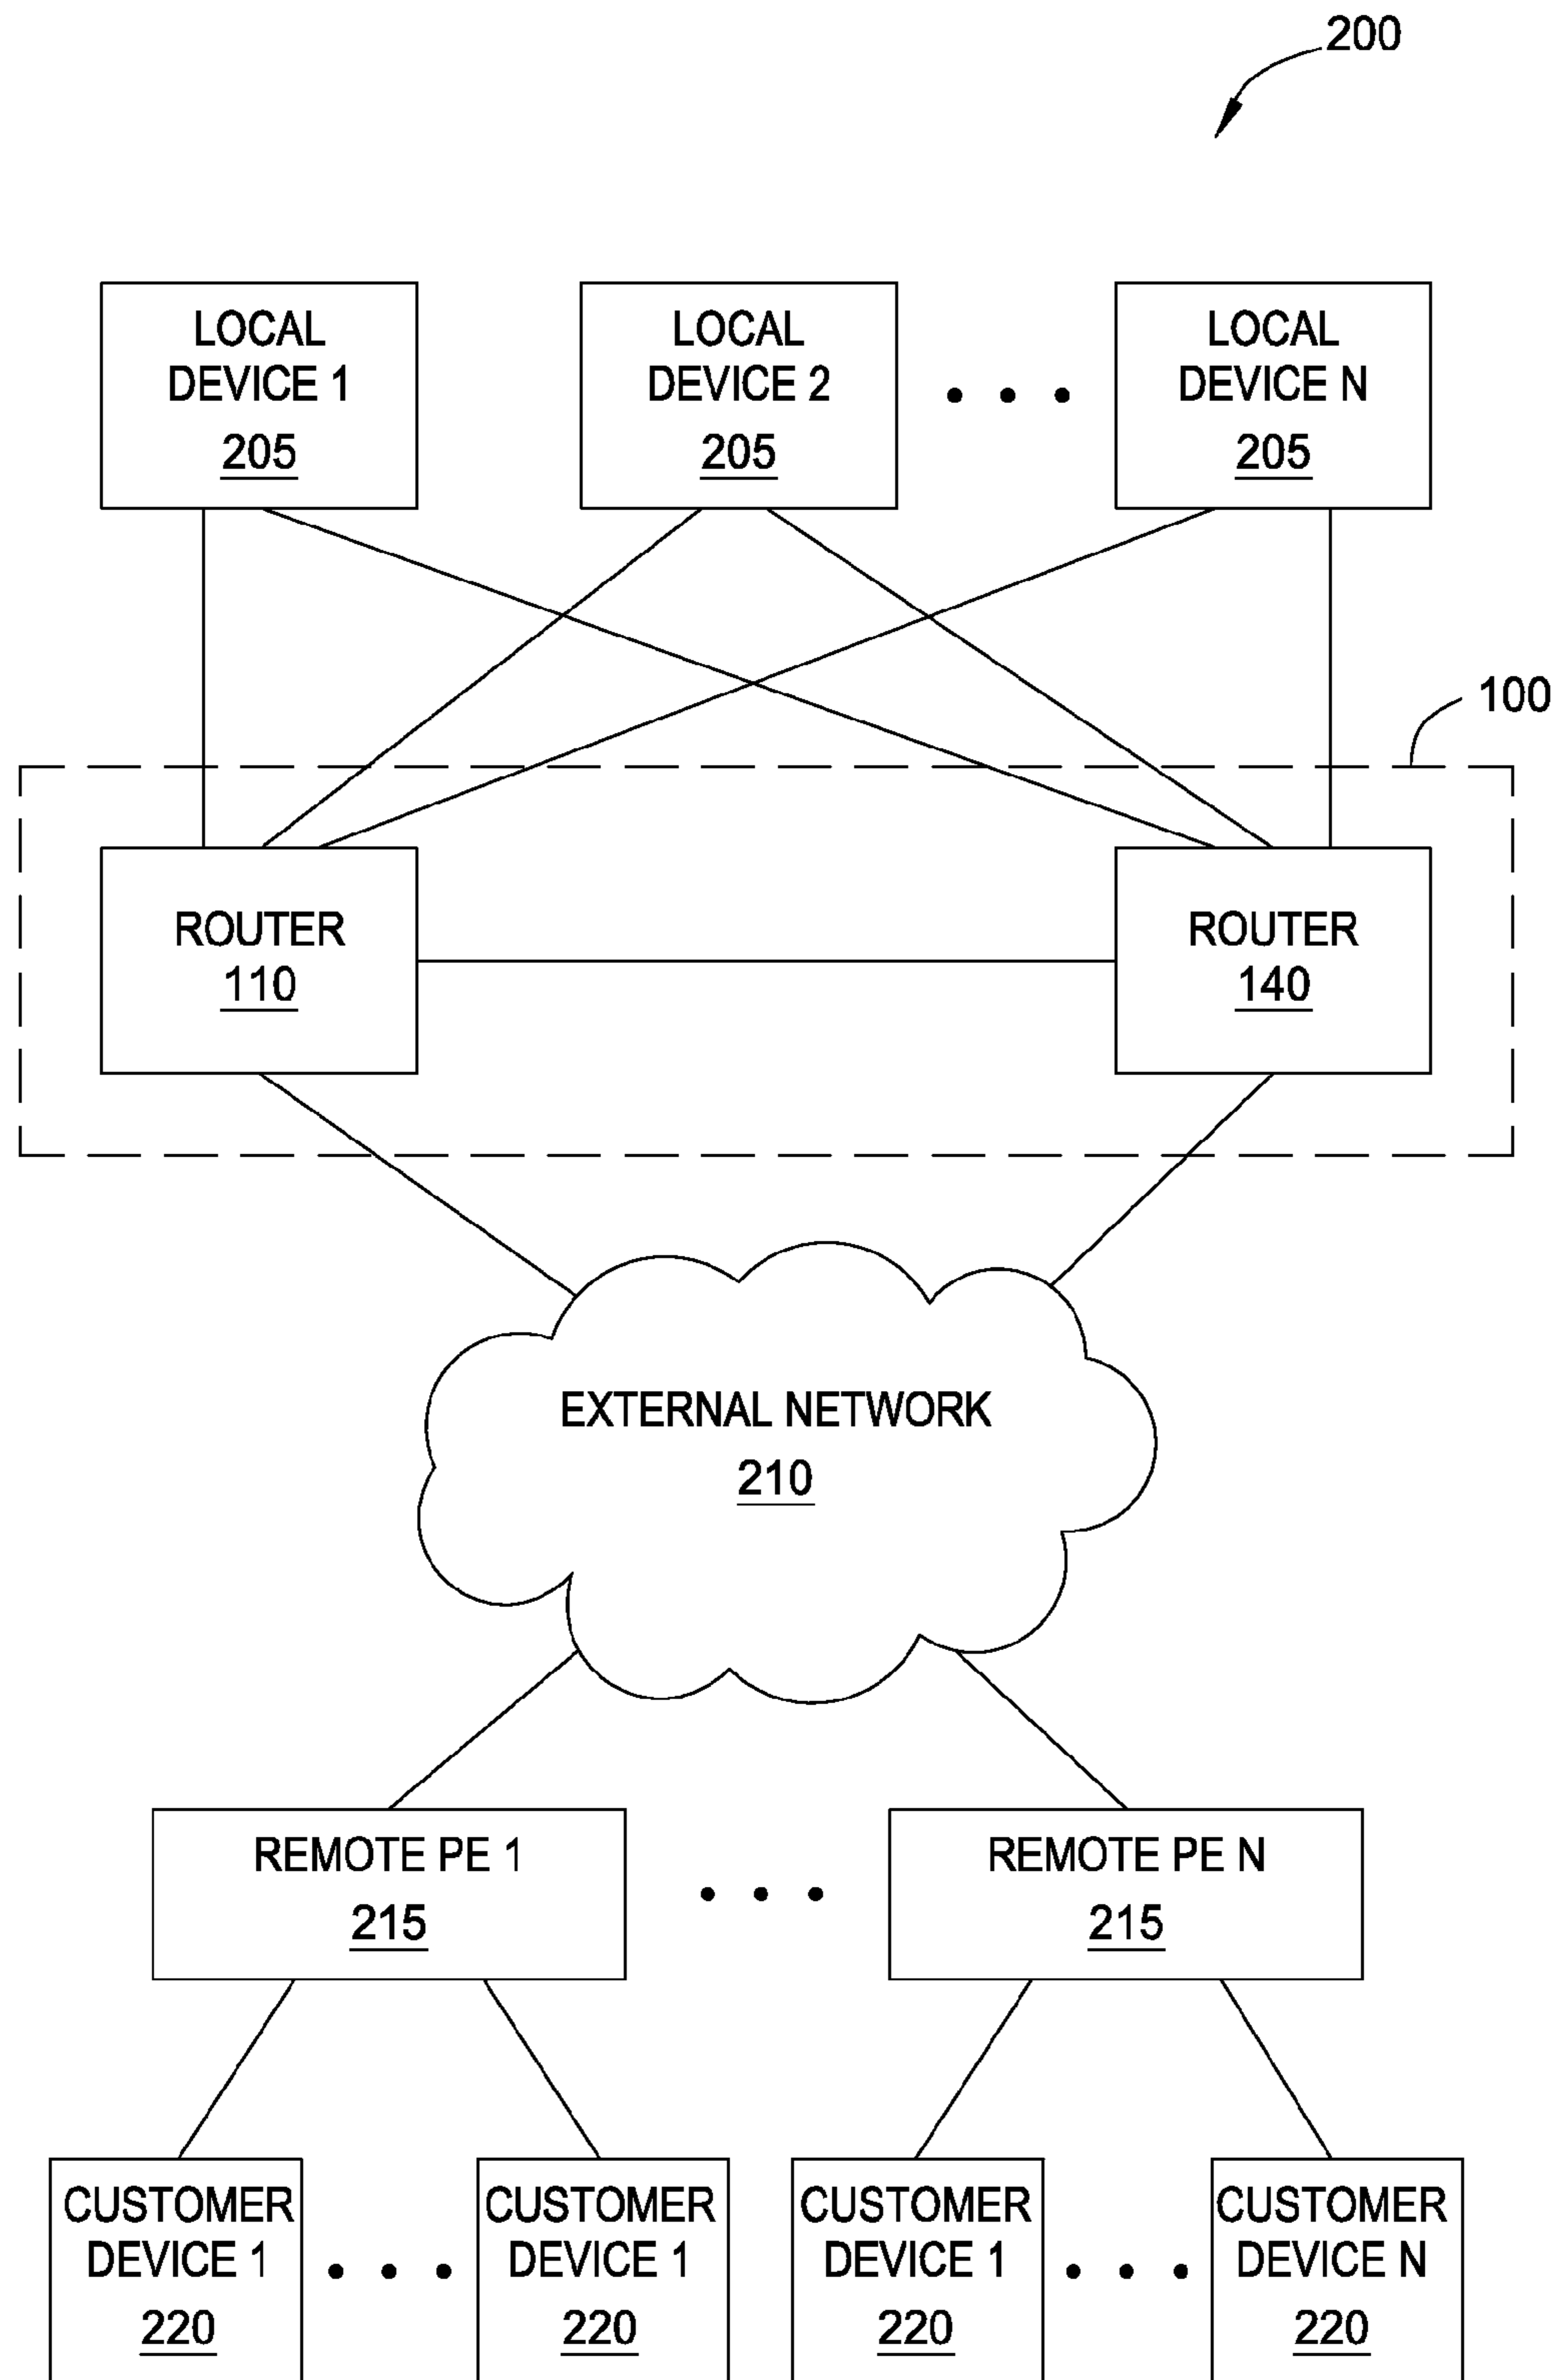 200
LOCAL
DEVICE 1
205
LOCAL
DEVICE 2
205
LOCAL
DEVICE N
205
100
ROUTER
110
ROUTER
140
EXTERNAL NETWORK
210
REMOTE PE 1
215
REMOTE PE N
215
CUSTOMER
DEVICE 1
220
CUSTOMER
DEVICE 1
220
CUSTOMER
DEVICE 1
220
CUSTOMER
DEVICE N
220